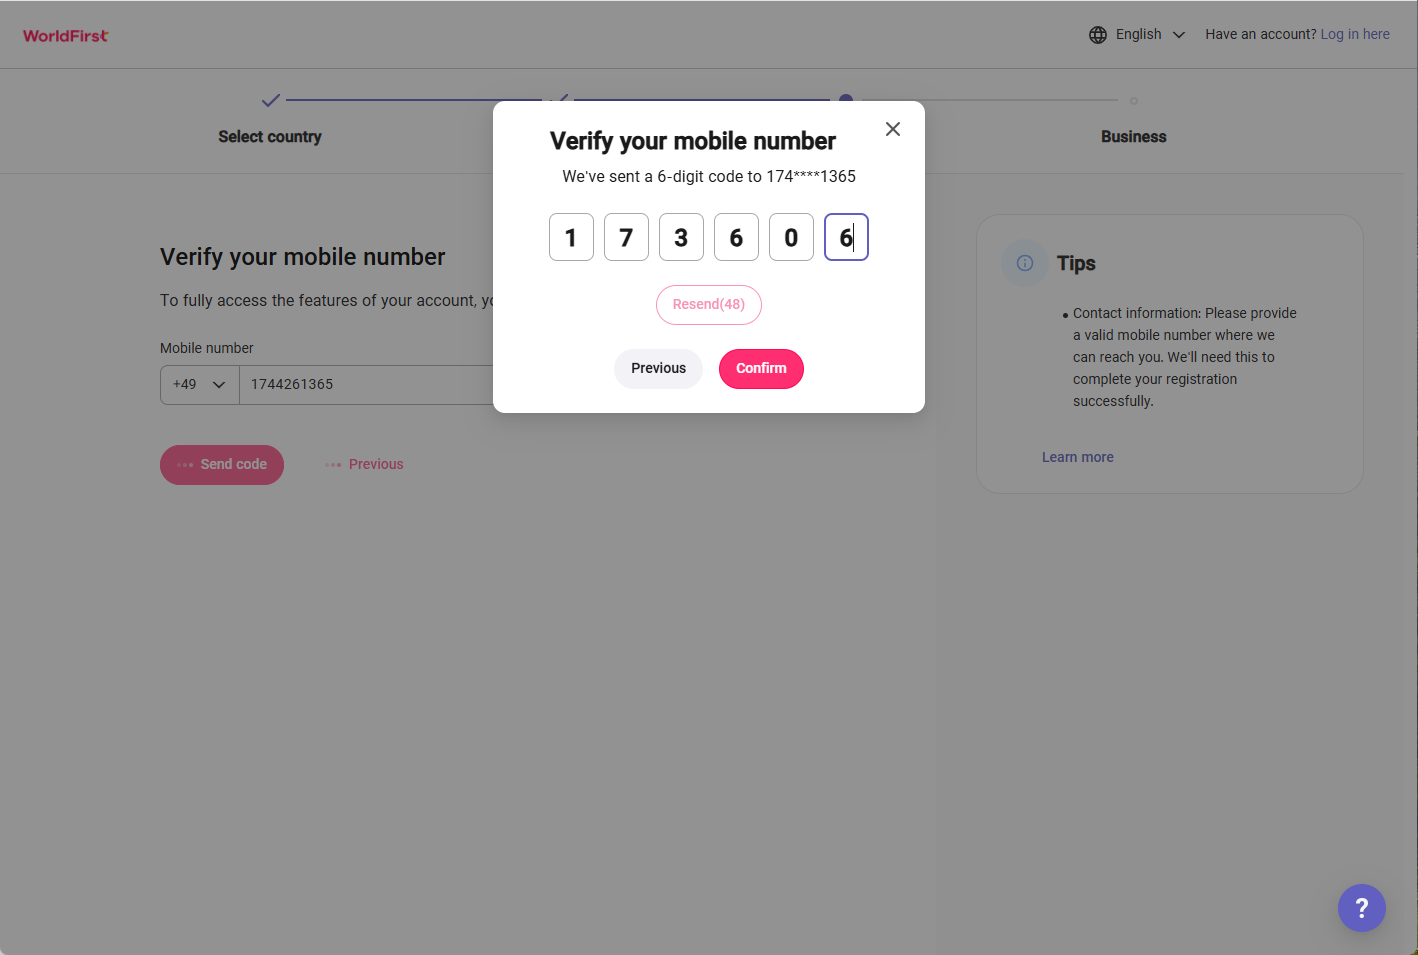 WorldFirst
English
Have an account? Log in here
Select country
Business
Verify your mobile number
We've sent a 6-digit code to 174****1365
1 7 3 6 0 6
Resend(48)
Previous
Confirm
Verify your mobile number
To fully access the features of your account,
Mobile number
+49
1744261365
Send code
Previous
Tips
Contact information: Please provide
a valid mobile number where we
can reach you. We'll need this to
complete your registration
successfully.
Learn more
?